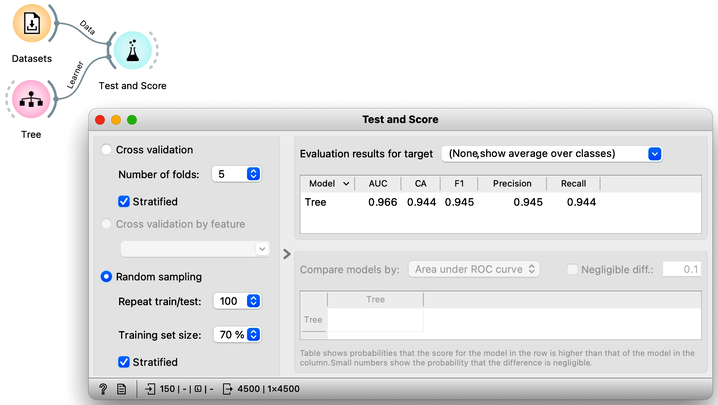 Data
Datasets
Learner
Test and Score
Tree
Test and Score
Cross validation
Number of folds: 5
Stratified
Cross validation by feature
Random sampling
Repeat train/test: 100
Training set size: 70 %
Stratified
Evaluation results for target (None,show average over classes)
Model AUC CA F1 Precision Recall
Tree 0.966 0.944 0.945 0.945 0.944
Compare models by: Area under ROC curve Negligible diff.: 0.1
Tree
Tree
Table shows probabilities that the score for the model in the row is higher than that of the model in the
column.Small numbers show the probability that the difference is negligible.
? 150 | - | - 4500 | 1×4500